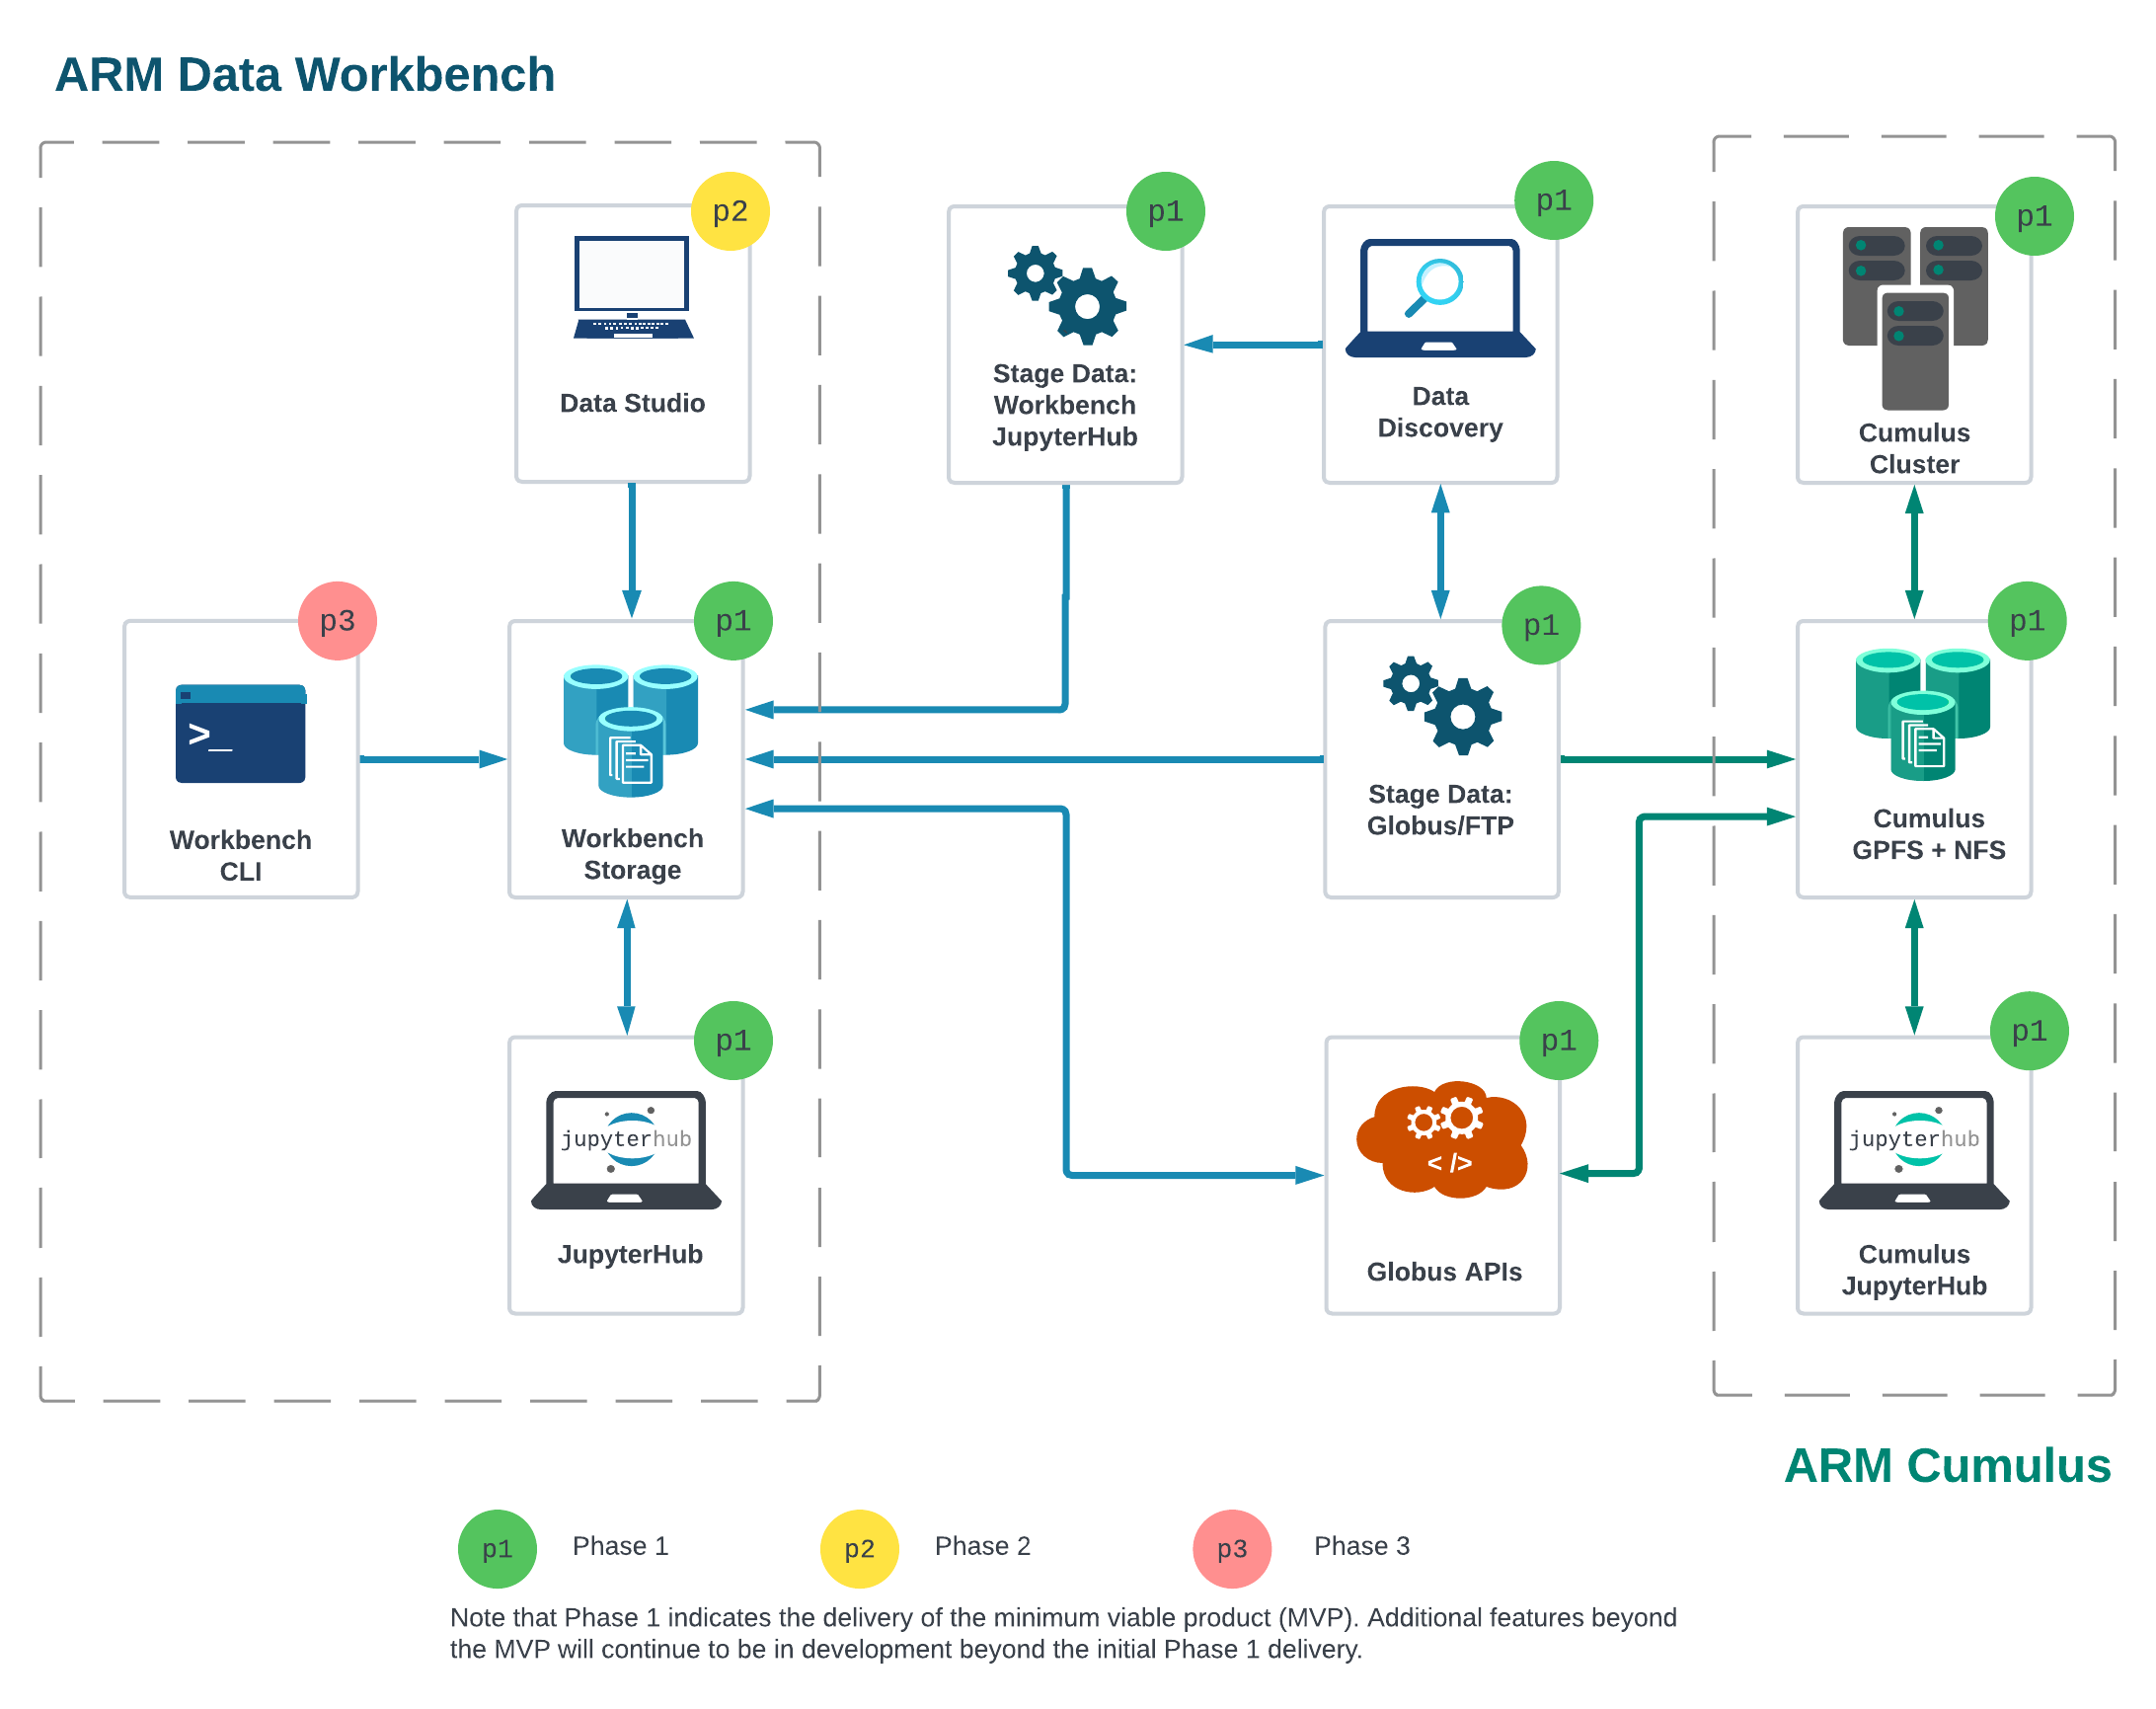 ARM Data Workbench
p2
Data Studio
p1
Stage Data:
Workbench
JupyterHub
p1
Data
Discovery
p1
Cumulus
Cluster
p3
>_
Workbench
CLI
p1
Workbench
Storage
p1
Stage Data:
Globus/FTP
p1
Cumulus
GPFS + NFS
p1
jupyterhub
JupyterHub
p1
< />
Globus APIs
p1
jupyterhub
Cumulus
JupyterHub
ARM Cumulus
p1 Phase 1
p2 Phase 2
p3 Phase 3
Note that Phase 1 indicates the delivery of the minimum viable product (MVP). Additional features beyond
the MVP will continue to be in development beyond the initial Phase 1 delivery.